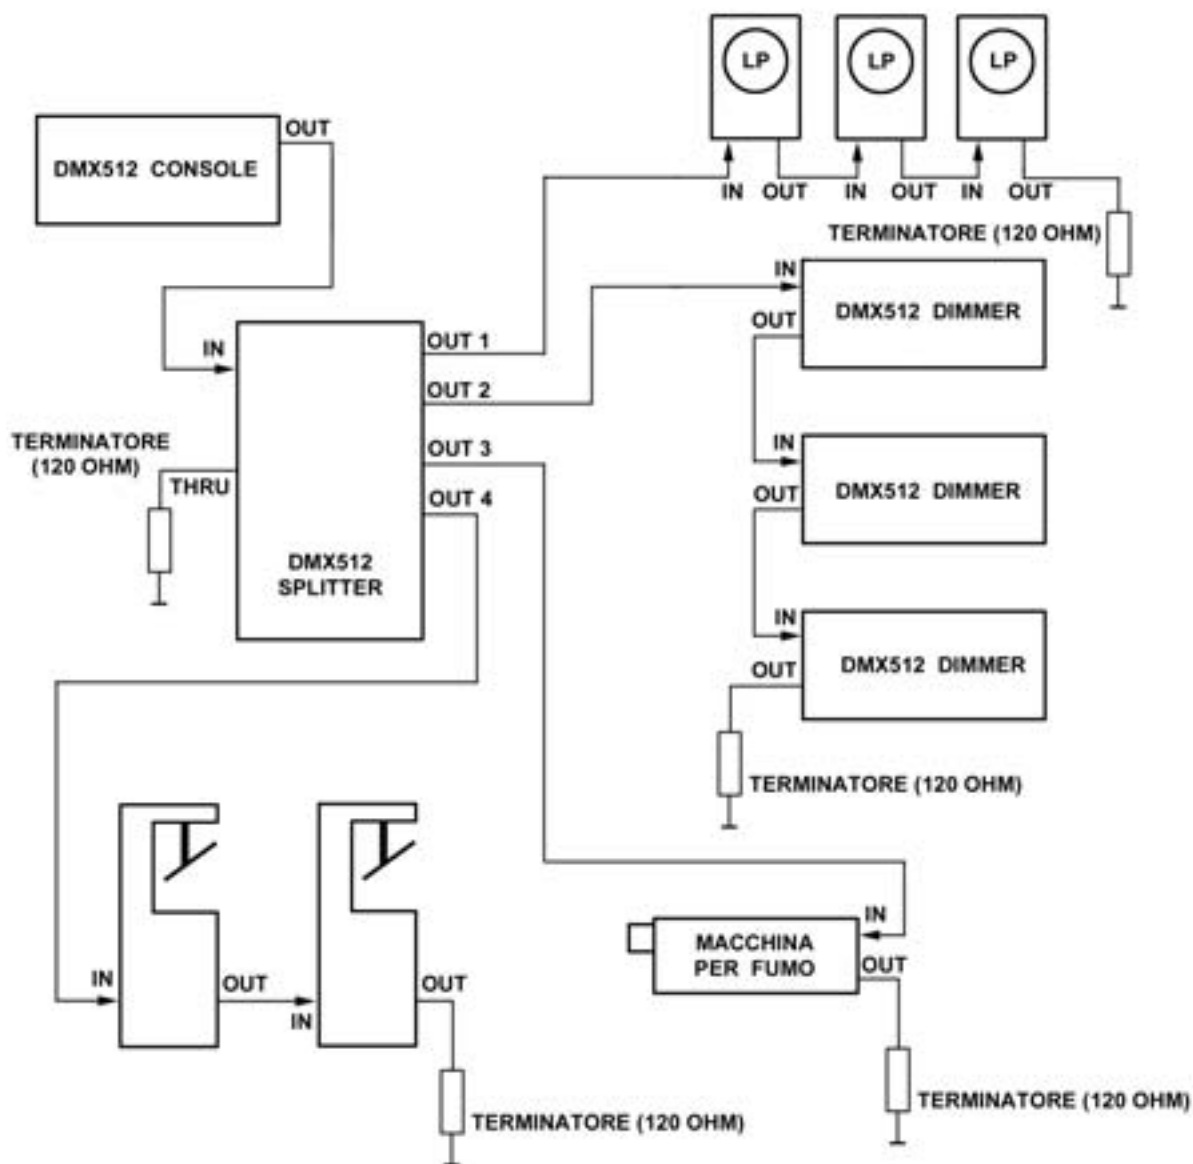 LP
LP
LP
OUT
DMX512 CONSOLE
IN
OUT
IN
OUT
IN
OUT
TERMINATORE (120 OHM)
IN
DMX512 DIMMER
OUT
IN
OUT 1
OUT 2
TERMINATORE
(120 OHM)
THRU
OUT 3
OUT 4
DMX512
SPLITTER
IN
DMX512 DIMMER
OUT
IN
DMX512 DIMMER
OUT
TERMINATORE (120 OHM)
IN
MACCHINA
PER FUMO
OUT
IN
OUT
IN
OUT
TERMINATORE (120 OHM)
TERMINATORE (120 OHM)